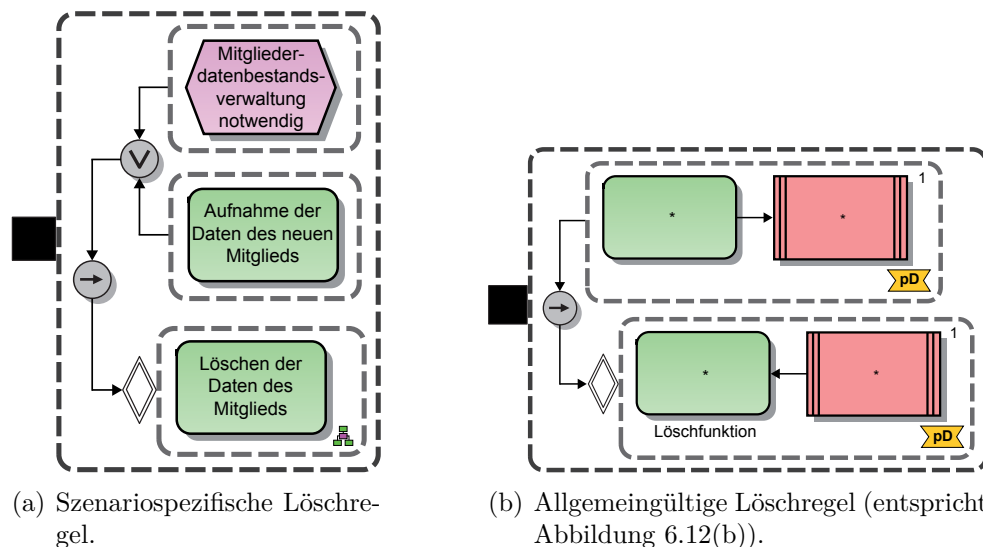 Mitglieder-
datenbestands-
verwaltung
notwendig
V
Aufnahme der
Daten des neuen
Mitglieds
Löschen der
Daten des
Mitglieds
(a) Szenariospezifische Löschre-
gel.
*
*
1
pD
*
*
1
Löschfunktion
pD
(b) Allgemeingültige Löschregel (entspricht
Abbildung 6.12(b)).